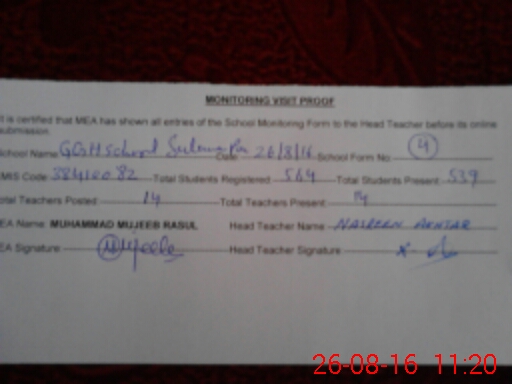 MONITORING VISIT PROOF
t is certified that MEA has shown all entries of the School Monitoring Form to the Head Teacher before its online
submission.
School Name GGHSchool Date 26/8/16 School Form No 4
EMIS Code 38410082 Total Students Registered 564 Total Students Present 539
Total Teachers Posted 14 Total Teachers Present 14
MEA Name MUHAMMAD MUJEEB RASUL Head Teacher Name NASREEN AKHTAR
MEA Signature Mujeeb Head Teacher Signature
26-08-16 11:20